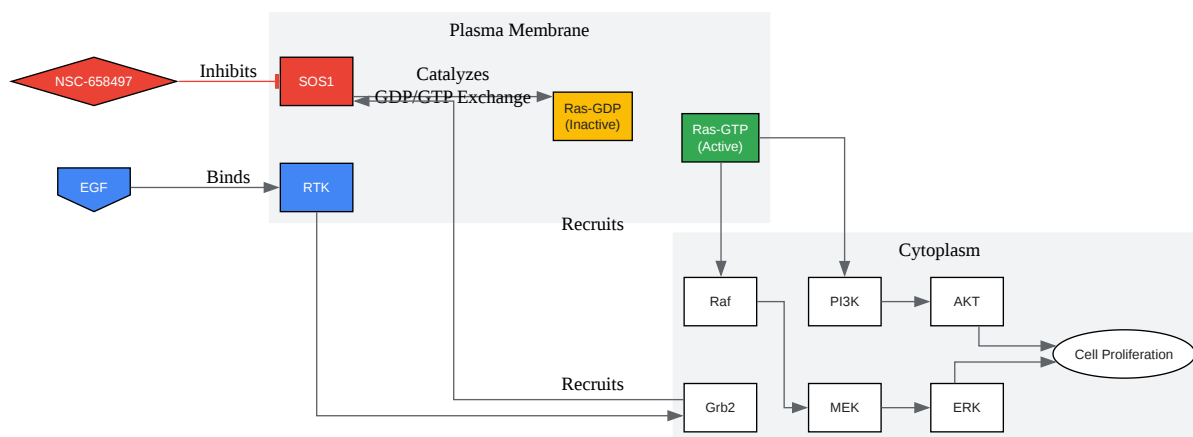 Plasma Membrane
NSC-658497
Inhibits
SOS1
Catalyzes
GDP/GTP Exchange
Ras-GDP
(Inactive)
Ras-GTP
(Active)
EGF
Binds
RTK
Recruits
Cytoplasm
Raf
PI3K
AKT
Cell Proliferation
Recruits
Grb2
MEK
ERK